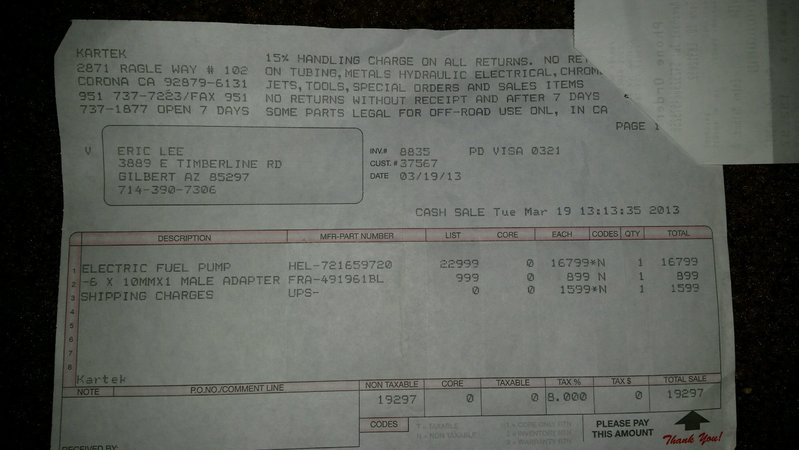 KARTEK
2871 RAGLE WAY # 102
CORONA CA 92879-6131
951 737-7223/FAX 951
737-1877 OPEN 7 DAYS
15% HANDLING CHARGE ON ALL RETURNS. NO
ON TUBING, METALS HYDRAULIC ELECTRICAL, CHROM
JETS, TOOLS, SPECIAL ORDERS AND SALES ITEMS
NO RETURNS WITHOUT RECEIPT AND AFTER 7 DAYS
SOME PARTS LEGAL FOR OFF-ROAD USE ONL, IN CA
PAGE 1
V
ERIC LEE
3889 E TIMBERLINE RD
GILBERT AZ 85297
714-390-7306
INV.# 8835 PD VISA 0321
CUST.# 37567
DATE 03/19/13
CASH SALE Tue Mar 19 13:13:35 2013
DESCRIPTION MFR-PART NUMBER LIST CORE EACH CODES QTY TOTAL
1 ELECTRIC FUEL PUMP HEL-721659720 22999 0 16799*N 1 16799
2 -6 X 10MMX1 MALE ADAPTER FRA-491961BL 999 0 899 N 1 899
3 SHIPPING CHARGES UPS- 0 0 1599*N 1 1599
4
5
6
7
8
Kartek
NOTE P.O.NO./COMMENT LINE NON TAXABLE CORE TAXABLE TAX % TAX $ TOTAL SALE
19297 0 0 8.000 0 19297
CODES
T = TAXABLE
N = NON TAXABLE
PLEASE PAY
THIS AMOUNT
Thank You!
RECEIVED BY: